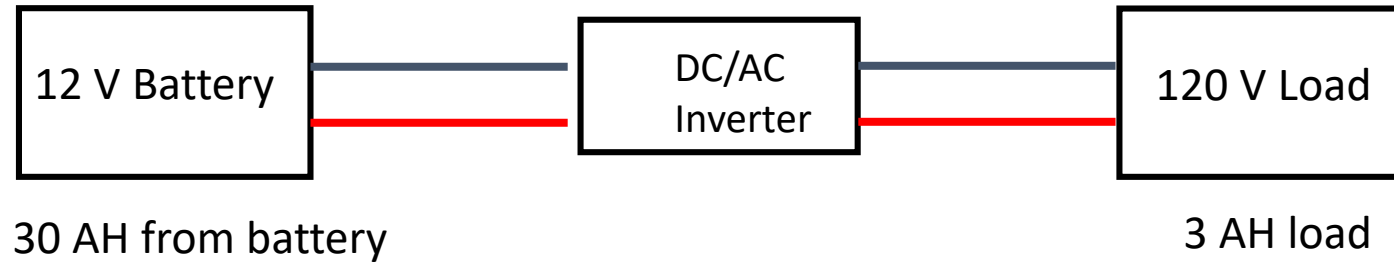 12 V Battery
DC/AC
Inverter
120 V Load
30 AH from battery
3 AH load